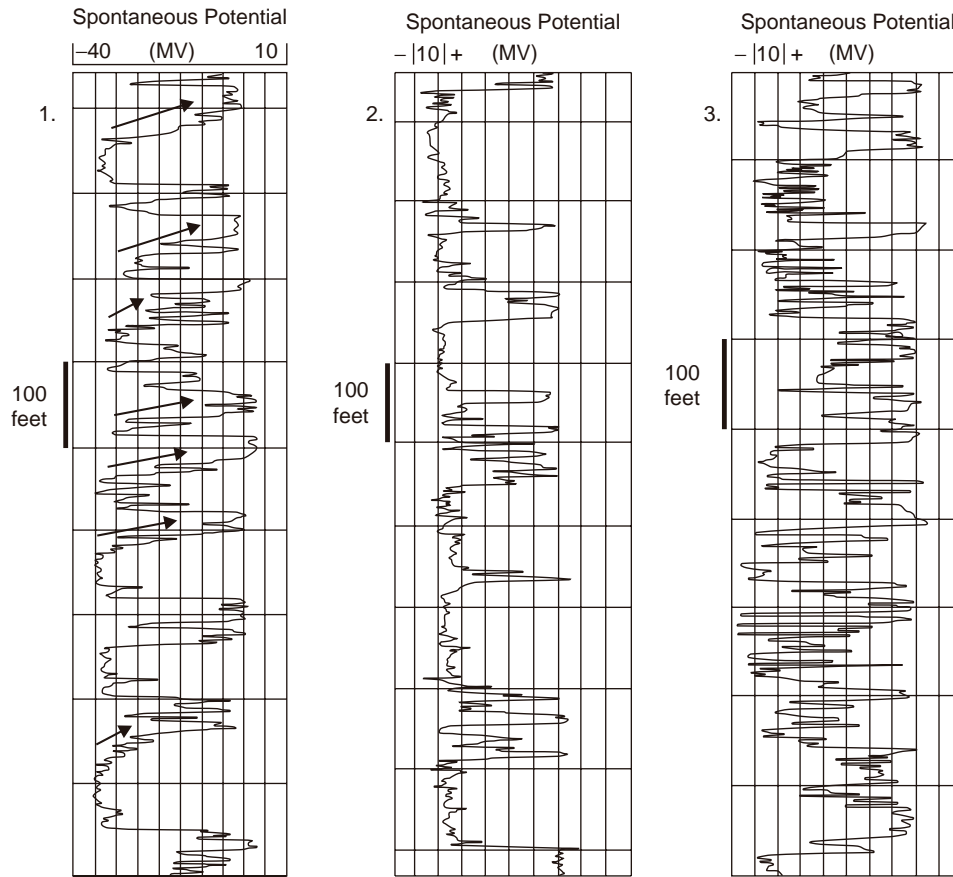 Spontaneous Potential
–40 (MV) 10
1.
100
feet
Spontaneous Potential
– |10| + (MV)
2.
100
feet
Spontaneous Potential
– |10| + (MV)
3.
100
feet